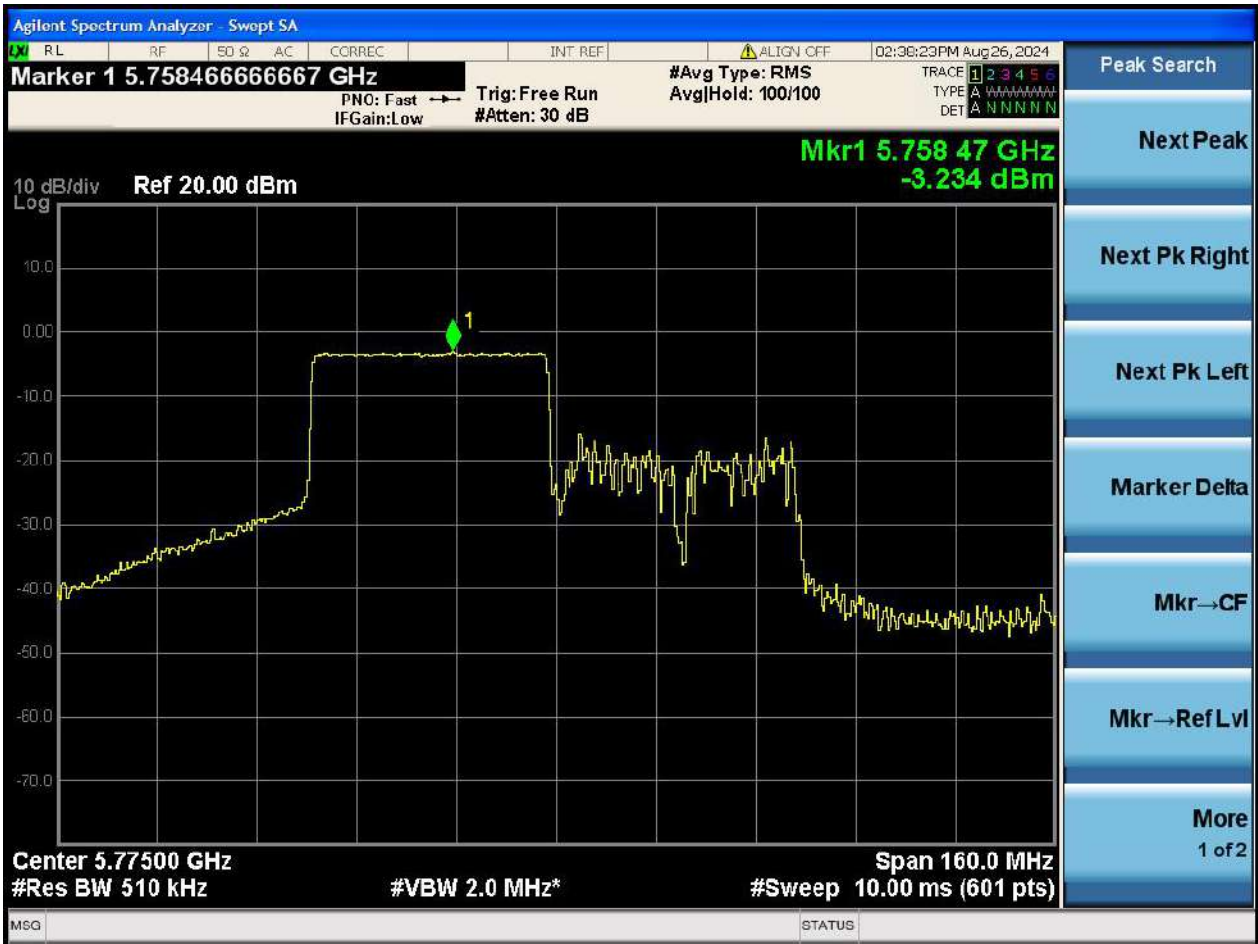 Agilent Spectrum Analyzer - Swept SA
LXI RL RF 50 Ω AC CORREC INT REF ALIGN OFF 02:38:23PM Aug26, 2024
Marker 1 5.758466666667 GHz
PNO: Fast
IFGain:Low
Trig: Free Run
#Atten: 30 dB
#Avg Type: RMS
Avg|Hold: 100/100
TRACE 1 2 3 4 5 6
TYPE A WWWWWW
DET A N N N N N
Mkr1 5.758 47 GHz
-3.234 dBm
10 dB/div Ref 20.00 dBm
Log
10.0
0.00
-10.0
-20.0
-30.0
-40.0
-50.0
-60.0
-70.0
1
Center 5.77500 GHz Span 160.0 MHz
#Res BW 510 kHz #VBW 2.0 MHz* #Sweep 10.00 ms (601 pts)
MSG STATUS
Peak Search
Next Peak
Next Pk Right
Next Pk Left
Marker Delta
Mkr→CF
Mkr→Ref Lvl
More
1 of 2